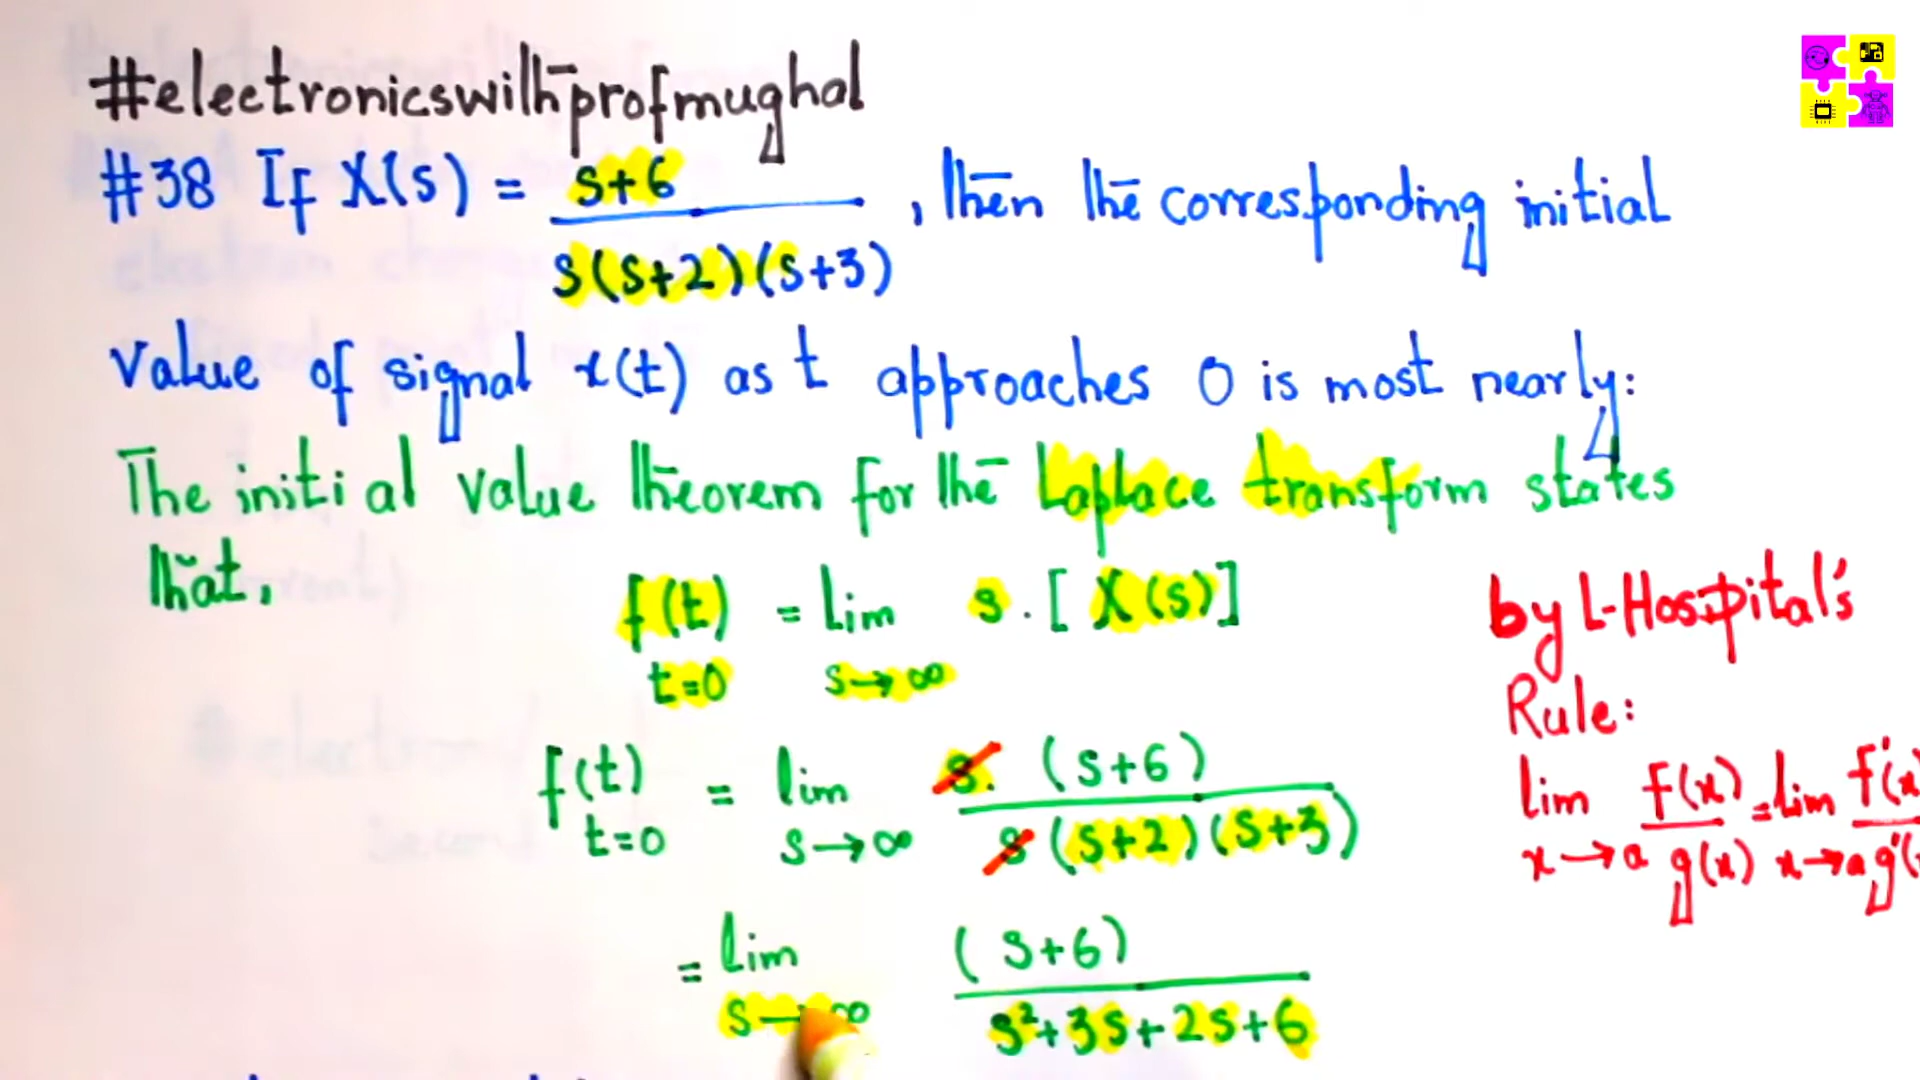 #electronicswithprofmughal
#38 If X(s) = s+6 / s(s+2)(s+3) , then the corresponding initial
value of signal x(t) as t approaches 0 is most nearly:
The initial value theorem for the Laplace transform states
that,
f(t) = lim s . [ X(s)]
t=0 s→∞
by L-Hospital's
Rule:
lim f(x) / g(x) = lim f'(x / g'(
x→a x→a
f(t) = lim s. (s+6) / s(s+2)(s+3)
t=0 s→∞
= lim (s+6) / s²+3s+2s+6
s→∞